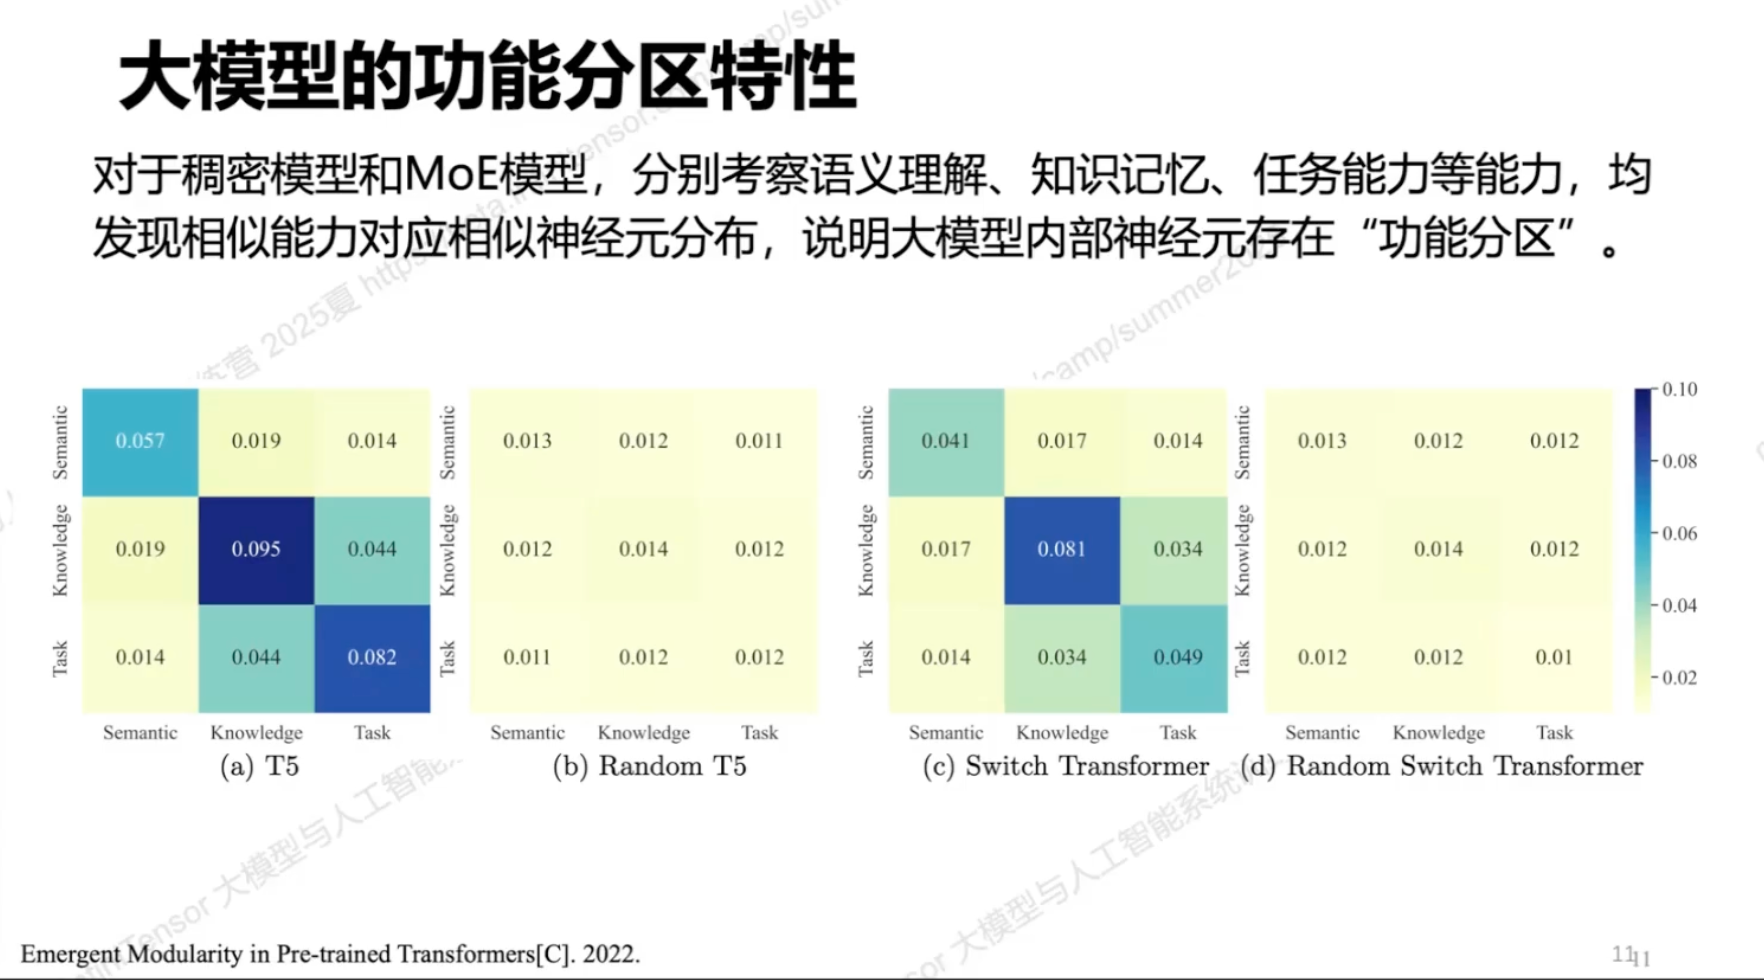 大模型的功能分区特性
对于稠密模型和MoE模型，分别考察语义理解、知识记忆、任务能力等能力，均
发现相似能力对应相似神经元分布，说明大模型内部神经元存在“功能分区”。
Semantic 0.057 0.019 0.014
Knowledge 0.019 0.095 0.044
Task 0.014 0.044 0.082
Semantic Knowledge Task
(a) T5
Semantic 0.013 0.012 0.011
Knowledge 0.012 0.014 0.012
Task 0.011 0.012 0.012
Semantic Knowledge Task
(b) Random T5
Semantic 0.041 0.017 0.014
Knowledge 0.017 0.081 0.034
Task 0.014 0.034 0.049
Semantic Knowledge Task
(c) Switch Transformer
Semantic 0.013 0.012 0.012
Knowledge 0.012 0.014 0.012
Task 0.012 0.012 0.01
Semantic Knowledge Task
(d) Random Switch Transformer
0.10
0.08
0.06
0.04
0.02
Emergent Modularity in Pre-trained Transformers[C]. 2022.
11
11